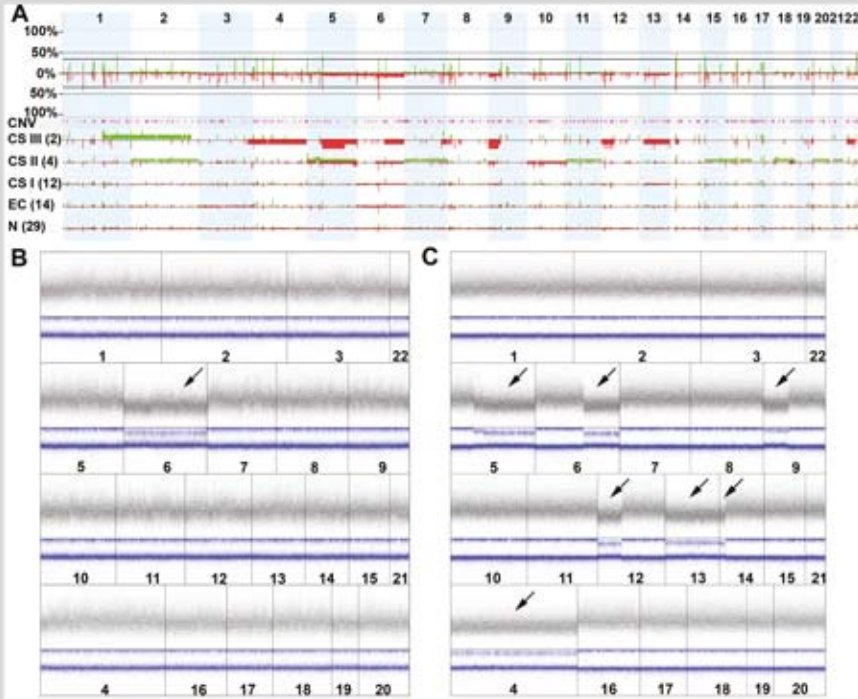 A
1 2 3 4 5 6 7 8 9 10 11 12 13 14 15 16 17 18 19 20 21 22
100%
50%
0%
50%
100%
CNV
CS III (2)
CS II (4)
CS I (12)
EC (14)
N (29)
B
1 2 3 22
5 6 7 8 9
10 11 12 13 14 15 21
4 16 17 18 19 20
C
1 2 3 22
5 6 7 8 9
10 11 12 13 14 15 21
4 16 17 18 19 20